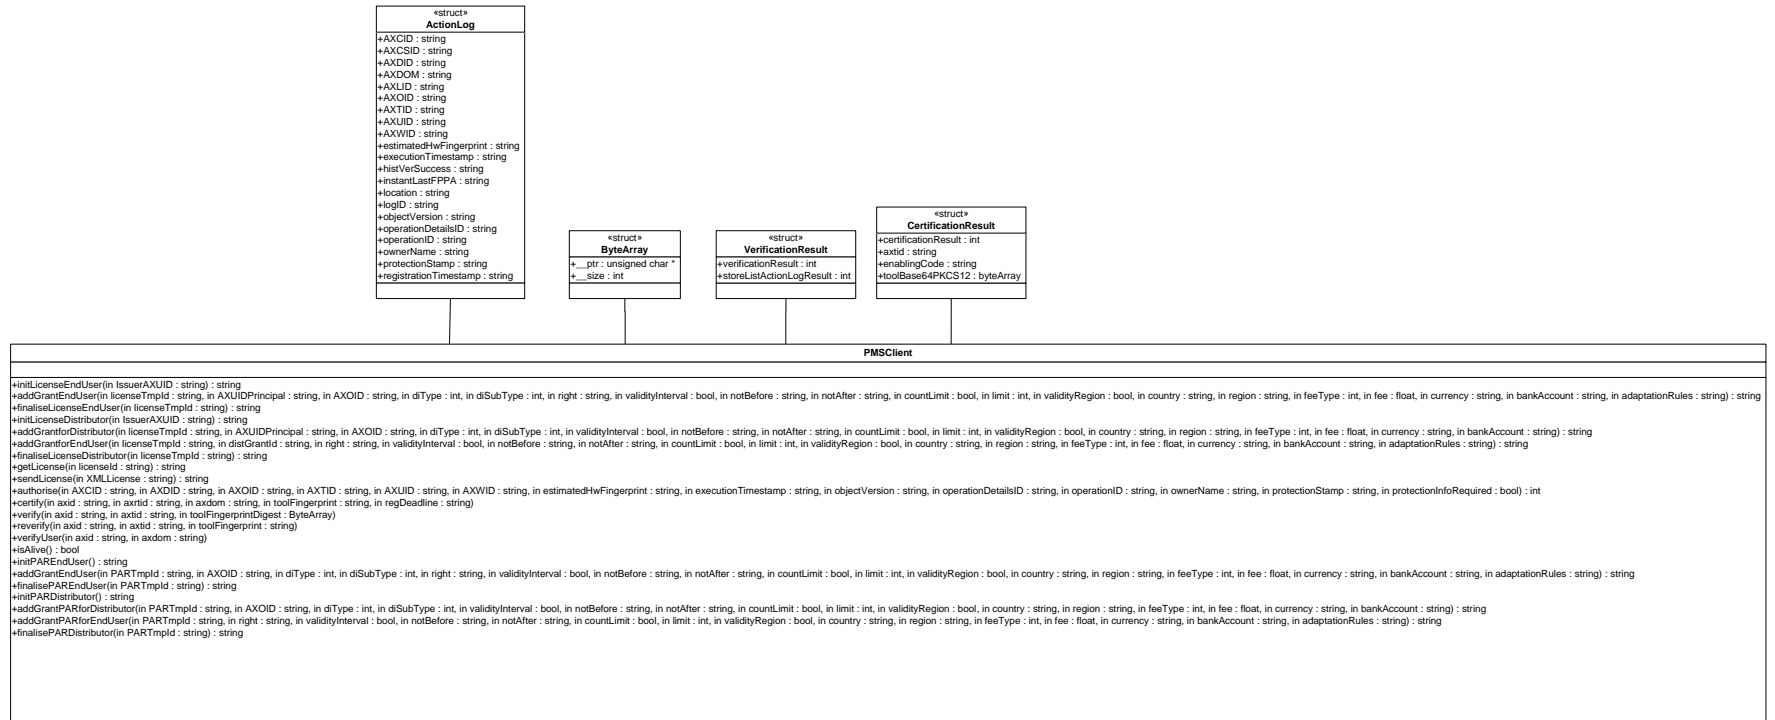 «struct»
ActionLog
+AXCID : string
+AXCSID : string
+AXDID : string
+AXDOM : string
+AXLID : string
+AXOID : string
+AXTID : string
+AXUID : string
+AXWID : string
+estimatedHwFingerprint : string
+executionTimestamp : string
+histVerSuccess : string
+instantLastFPPA : string
+location : string
+logID : string
+objectVersion : string
+operationDetailsID : string
+operationID : string
+ownerName : string
+protectionStamp : string
+registrationTimestamp : string
«struct»
ByteArray
+__ptr : unsigned char *
+__size : int
«struct»
VerificationResult
+verificationResult : int
+storeListActionLogResult : int
«struct»
CertificationResult
+certificationResult : int
+axtid : string
+enablingCode : string
+toolBase64PKCS12 : byteArray
PMSClient
+initLicenseEndUser(in IssuerAXUID : string) : string
+addGrantEndUser(in licenseTmpId : string, in AXUIDPrincipal : string, in AXOID : string, in diType : int, in diSubType : int, in right : string, in validityInterval : bool, in notBefore : string, in notAfter : string, in countLimit : bool, in limit : int, in validityRegion : bool, in country : string, in region : string, in feeType : int, in fee : float, in currency : string, in bankAccount : string, in adaptationRules : string) : string
+finaliseLicenseEndUser(in licenseTmpId : string) : string
+initLicenseDistributor(in IssuerAXUID : string) : string
+addGrantforDistributor(in licenseTmpId : string, in AXUIDPrincipal : string, in AXOID : string, in diType : int, in diSubType : int, in validityInterval : bool, in notBefore : string, in notAfter : string, in countLimit : bool, in limit : int, in validityRegion : bool, in country : string, in region : string, in feeType : int, in fee : float, in currency : string, in bankAccount : string) : string
+addGrantforEndUser(in licenseTmpId : string, in distGrantId : string, in right : string, in validityInterval : bool, in notBefore : string, in notAfter : string, in countLimit : bool, in limit : int, in validityRegion : bool, in country : string, in region : string, in feeType : int, in fee : float, in currency : string, in bankAccount : string, in adaptationRules : string) : string
+finaliseLicenseDistributor(in licenseTmpId : string) : string
+getLicense(in licenseId : string) : string
+sendLicense(in XMLLicense : string) : string
+authorise(in AXCID : string, in AXDID : string, in AXOID : string, in AXTID : string, in AXUID : string, in AXWID : string, in estimatedHwFingerprint : string, in executionTimestamp : string, in objectVersion : string, in operationDetailsID : string, in operationID : string, in ownerName : string, in protectionStamp : string, in protectionInfoRequired : bool) : int
+certify(in axid : string, in axrtid : string, in axdom : string, in toolFingerprint : string, in regDeadline : string)
+verify(in axid : string, in axtid : string, in toolFingerprintDigest : ByteArray)
+reverify(in axid : string, in axtid : string, in toolFingerprint : string)
+verifyUser(in axid : string, in axdom : string)
+isAlive() : bool
+initPAREndUser() : string
+addGrantEndUser(in PARTmpId : string, in AXOID : string, in diType : int, in diSubType : int, in right : string, in validityInterval : bool, in notBefore : string, in notAfter : string, in countLimit : bool, in limit : int, in validityRegion : bool, in country : string, in region : string, in feeType : int, in fee : float, in currency : string, in bankAccount : string, in adaptationRules : string) : string
+finalisePAREndUser(in PARTmpId : string) : string
+initPARDistributor() : string
+addGrantPARforDistributor(in PARTmpId : string, in AXOID : string, in diType : int, in diSubType : int, in validityInterval : bool, in notBefore : string, in notAfter : string, in countLimit : bool, in limit : int, in validityRegion : bool, in country : string, in region : string, in feeType : int, in fee : float, in currency : string, in bankAccount : string) : string
+addGrantPARforEndUser(in PARTmpId : string, in right : string, in validityInterval : bool, in notBefore : string, in notAfter : string, in countLimit : bool, in limit : int, in validityRegion : bool, in country : string, in region : string, in feeType : int, in fee : float, in currency : string, in bankAccount : string, in adaptationRules : string) : string
+finalisePARDistributor(in PARTmpId : string) : string